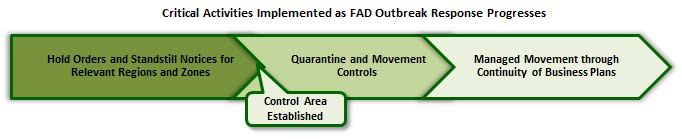 Critical Activities Implemented as FAD Outbreak Response Progresses
Hold Orders and Standstill Notices for
Relevant Regions and Zones
Quarantine and Movement
Controls
Managed Movement through
Continuity of Business Plans
Control Area
Established